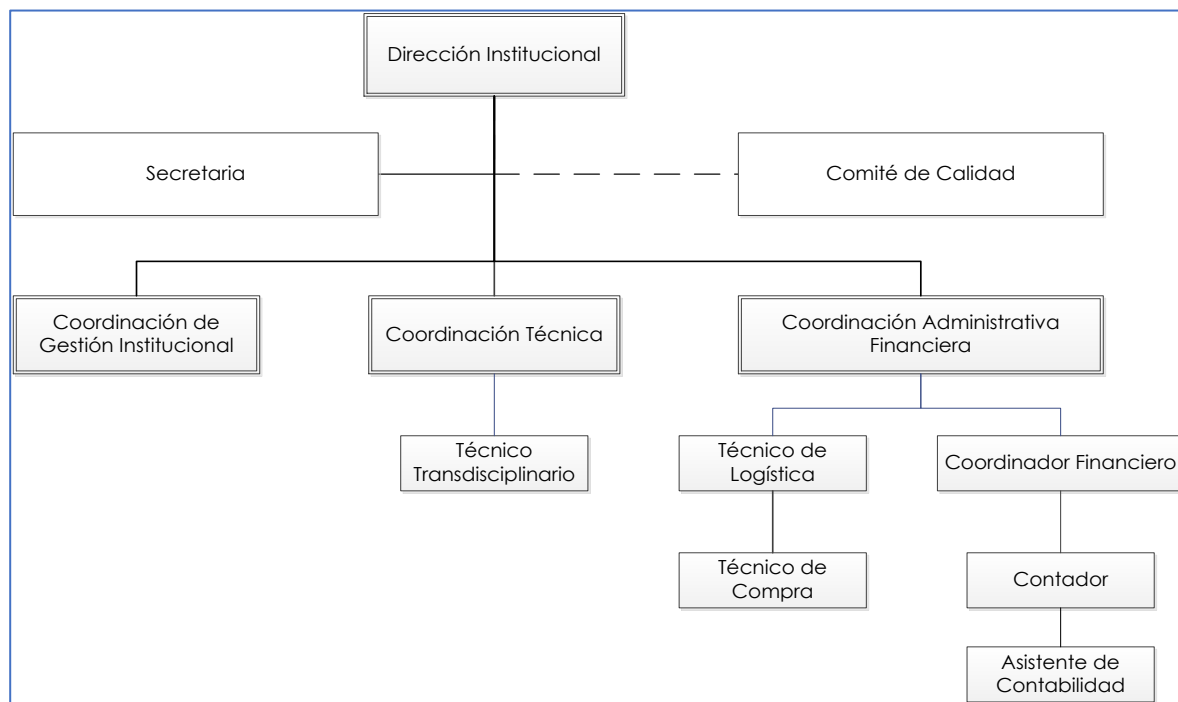 Dirección Institucional
Secretaria
Comité de Calidad
Coordinación de
Gestión Institucional
Coordinación Técnica
Coordinación Administrativa
Financiera
Técnico
Transdisciplinario
Técnico de
Logística
Coordinador Financiero
Técnico de
Compra
Contador
Asistente de
Contabilidad